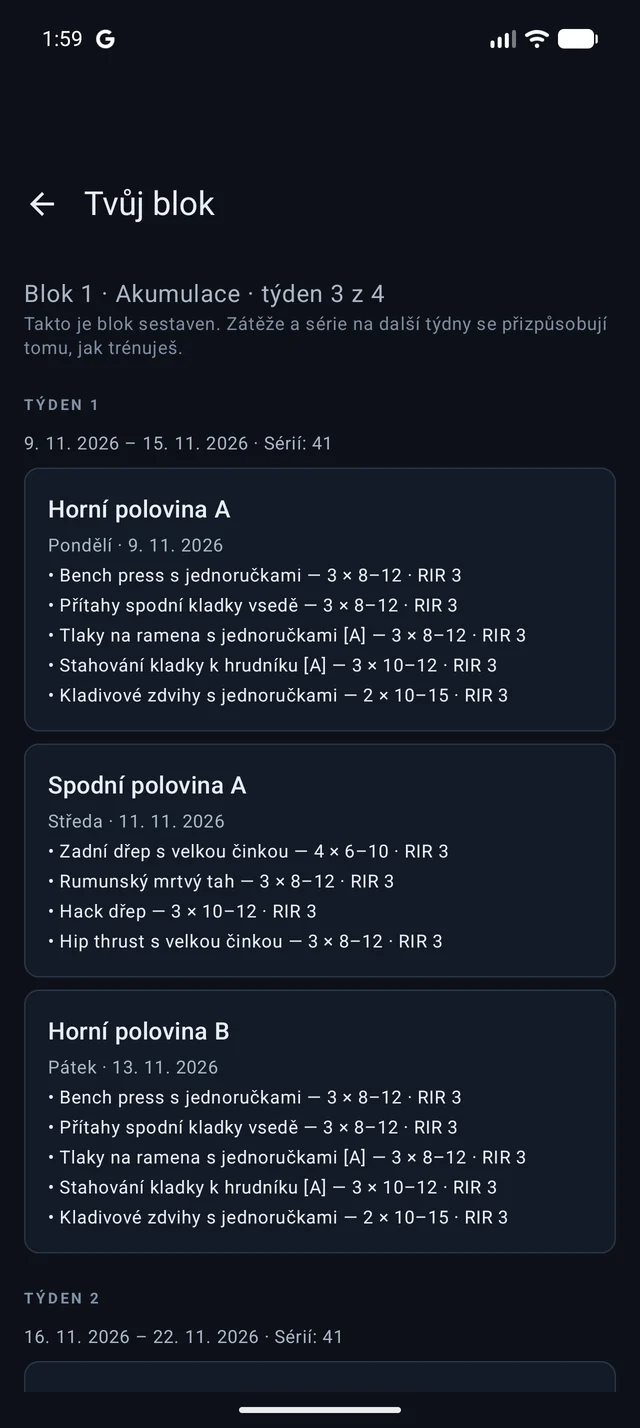 1:59 G
Tvůj blok
Blok 1 · Akumulace · týden 3 z 4
Takto je blok sestaven. Zátěže a série na další týdny se přizpůsobují
tomu, jak trénuješ.
TÝDEN 1
9. 11. 2026 – 15. 11. 2026 · Sérií: 41
Horní polovina A
Pondělí · 9. 11. 2026
• Bench press s jednoručkami — 3 × 8–12 · RIR 3
• Přítahy spodní kladky vsedě — 3 × 8–12 · RIR 3
• Tlaky na ramena s jednoručkami [A] — 3 × 8–12 · RIR 3
• Stahování kladky k hrudníku [A] — 3 × 10–12 · RIR 3
• Kladivové zdvihy s jednoručkami — 2 × 10–15 · RIR 3
Spodní polovina A
Středa · 11. 11. 2026
• Zadní dřep s velkou činkou — 4 × 6–10 · RIR 3
• Rumunský mrtvý tah — 3 × 8–12 · RIR 3
• Hack dřep — 3 × 10–12 · RIR 3
• Hip thrust s velkou činkou — 3 × 8–12 · RIR 3
Horní polovina B
Pátek · 13. 11. 2026
• Bench press s jednoručkami — 3 × 8–12 · RIR 3
• Přítahy spodní kladky vsedě — 3 × 8–12 · RIR 3
• Tlaky na ramena s jednoručkami [A] — 3 × 8–12 · RIR 3
• Stahování kladky k hrudníku [A] — 3 × 10–12 · RIR 3
• Kladivové zdvihy s jednoručkami — 2 × 10–15 · RIR 3
TÝDEN 2
16. 11. 2026 – 22. 11. 2026 · Sérií: 41